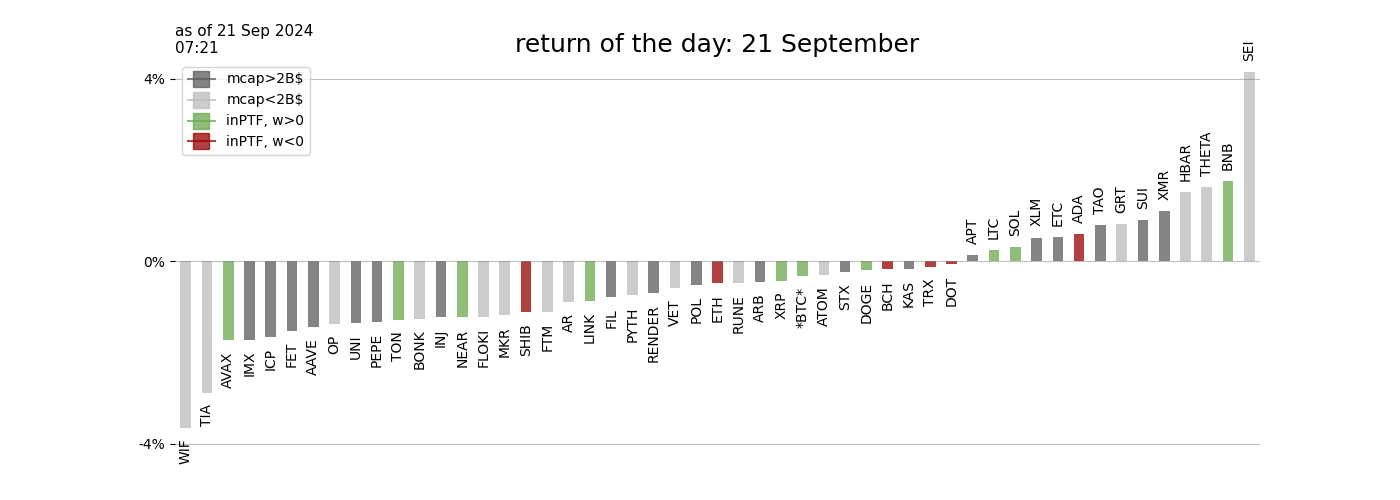 as of 21 Sep 2024
07:21
return of the day: 21 September
mcap>2B$
mcap<2B$
inPTF, w>0
inPTF, w<0
4%
0%
-4%
WIF
TIA
AVAX
IMX
ICP
FET
AAVE
OP
UNI
PEPE
TON
BONK
INJ
NEAR
FLOKI
MKR
SHIB
FTM
AR
LINK
FIL
PYTH
RENDER
VET
POL
ETH
RUNE
ARB
XRP
*BTC*
ATOM
STX
DOGE
BCH
KAS
TRX
DOT
APT
LTC
SOL
XLM
ETC
ADA
TAO
GRT
SUI
XMR
HBAR
THETA
BNB
SEI